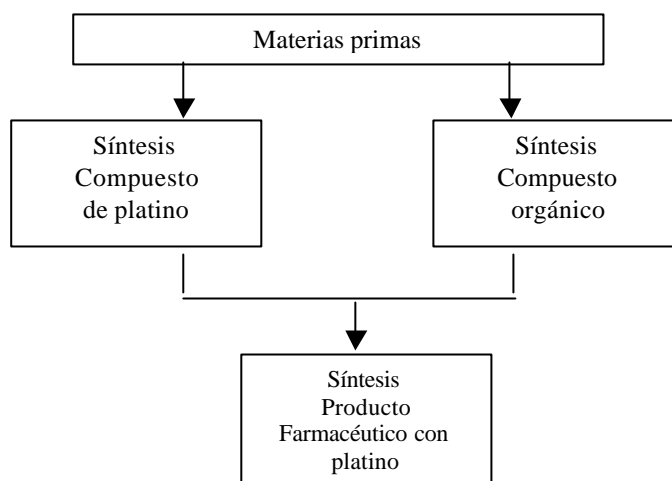 Materias primas
Síntesis
Compuesto
de platino
Síntesis
Compuesto
orgánico
Síntesis
Producto
Farmacéutico con
platino